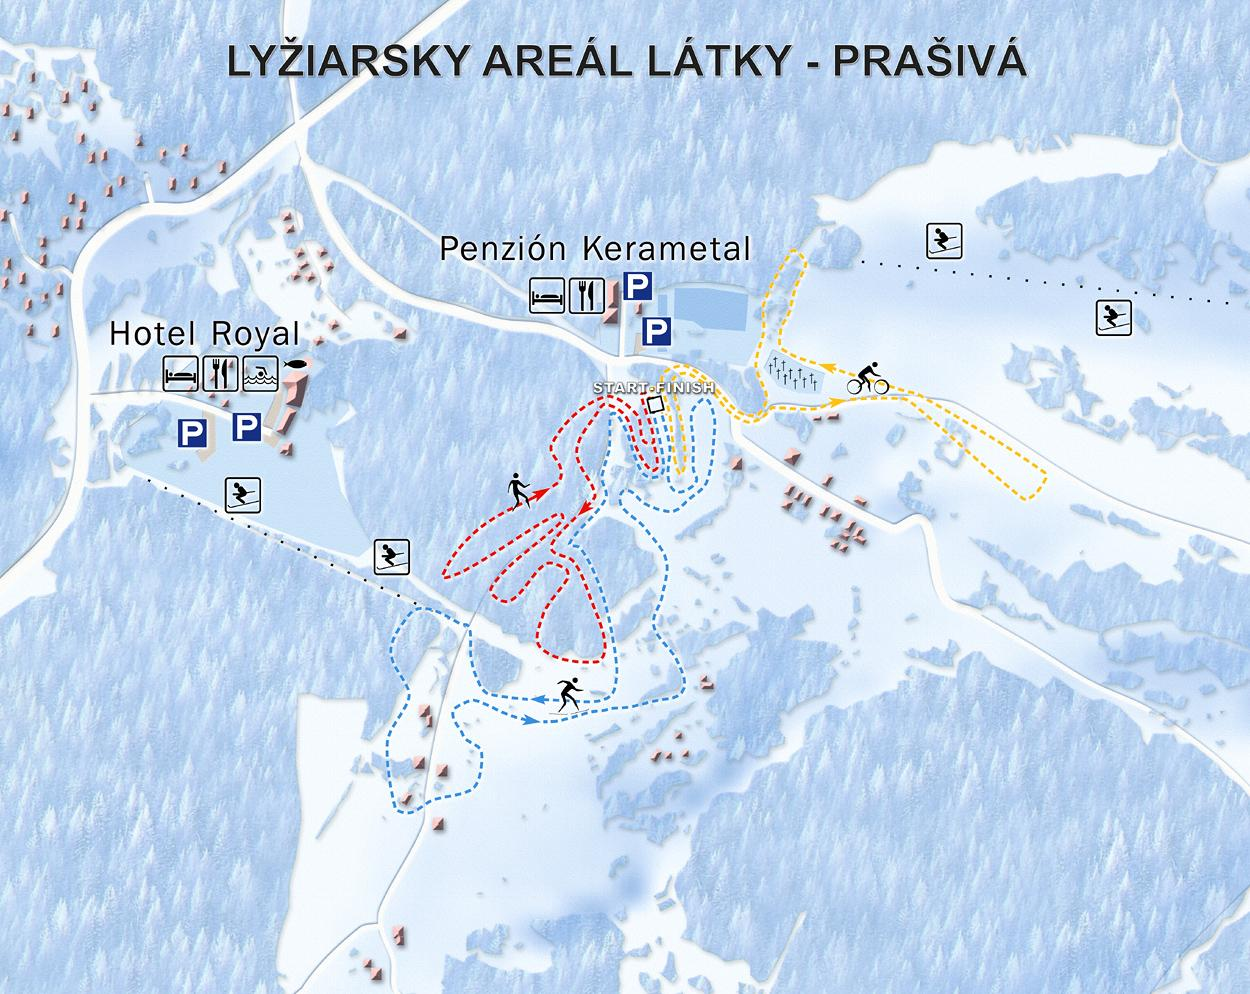 LYŽIARSKY AREÁL LÁTKY - PRAŠIVÁ
Penzión Kerametal
P
P
Hotel Royal
P
P
START-FINISH